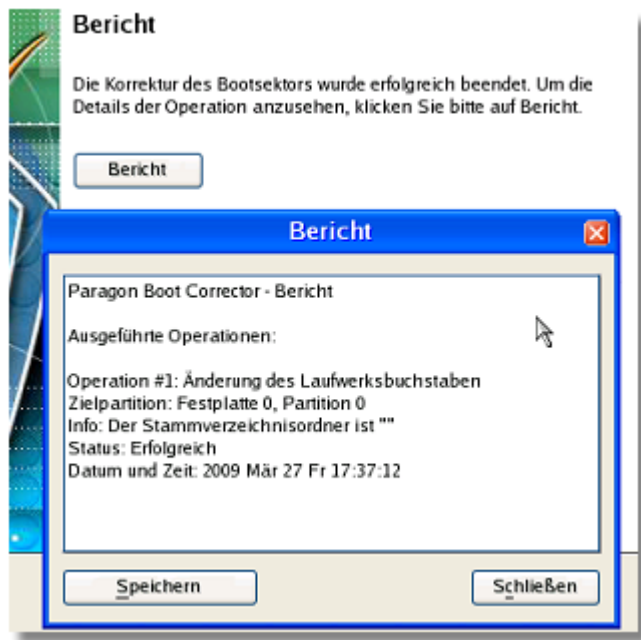 Bericht
Die Korrektur des Bootsektors wurde erfolgreich beendet. Um die
Details der Operation anzusehen, klicken Sie bitte auf Bericht.
Bericht
Bericht
Paragon Boot Corrector - Bericht
Ausgeführte Operationen:
Operation #1: Änderung des Laufwerksbuchstaben
Zielpartition: Festplatte 0, Partition 0
Info: Der Stammverzeichnisordner ist ""
Status: Erfolgreich
Datum und Zeit: 2009 Mär 27 Fr 17:37:12
Speichern
Schließen